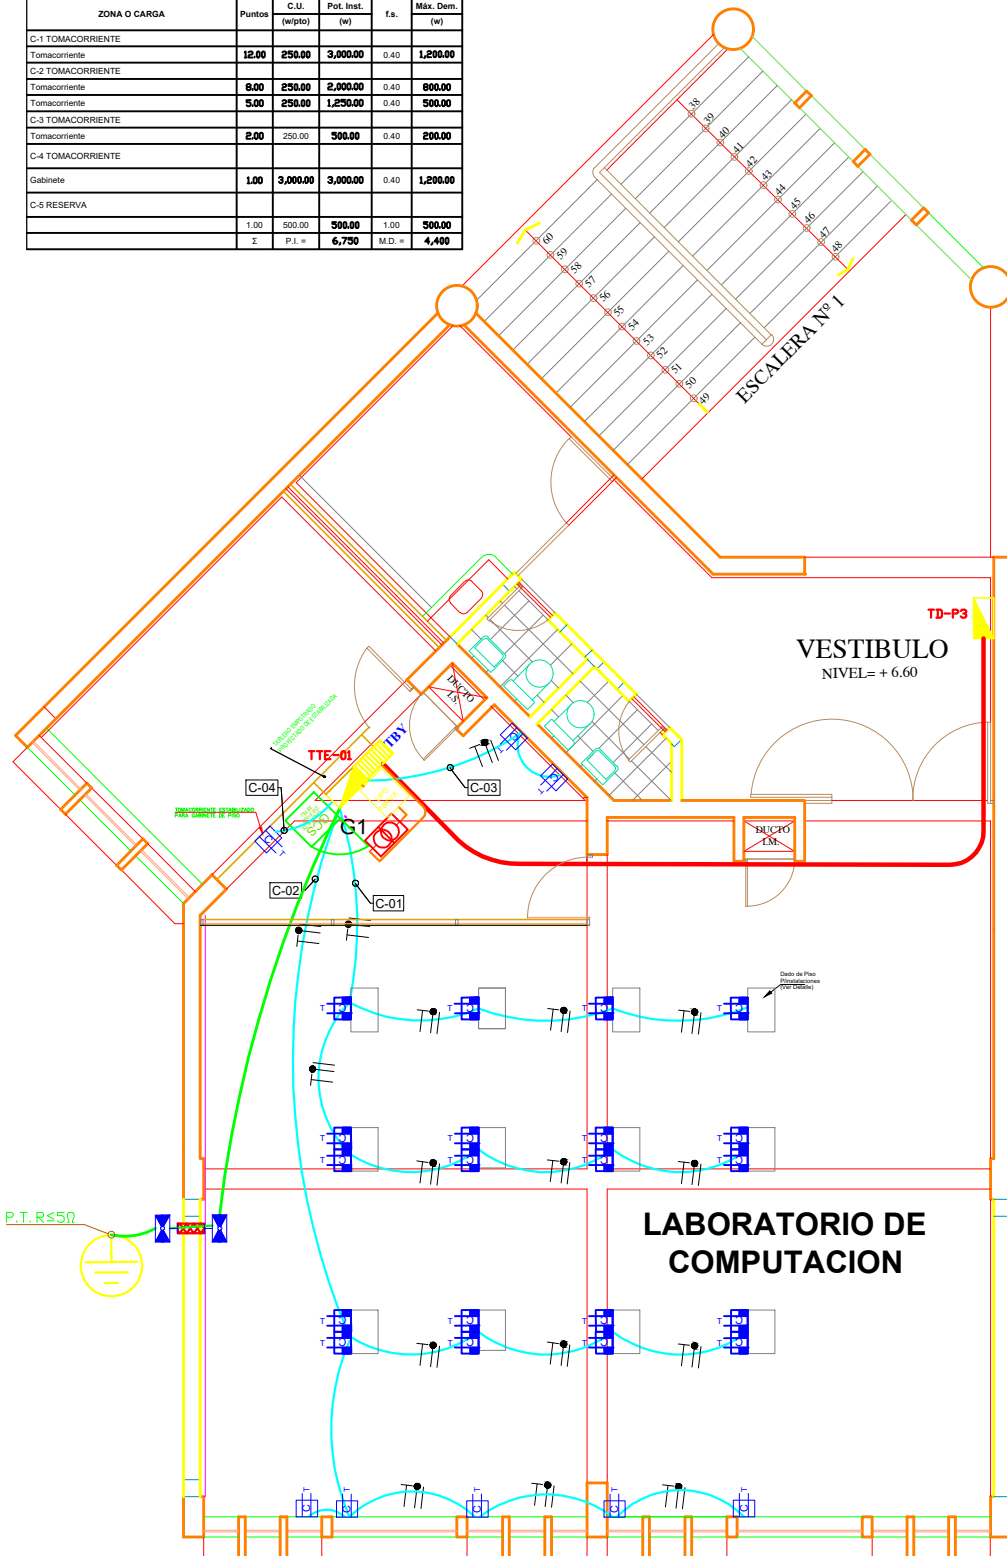 ZONA O CARGA Puntos C.U. (w/pto) Pot. Inst. (w) f.s. Máx. Dem. (w)
C-1 TOMACORRIENTE
Tomacorriente 12.00 250.00 3,000.00 0.40 1,200.00
C-2 TOMACORRIENTE
Tomacorriente 8.00 250.00 2,000.00 0.40 800.00
Tomacorriente 5.00 250.00 1,250.00 0.40 500.00
C-3 TOMACORRIENTE
Tomacorriente 2.00 250.00 500.00 0.40 200.00
C-4 TOMACORRIENTE
Gabinete 1.00 3,000.00 3,000.00 0.40 1,200.00
C-5 RESERVA
1.00 500.00 500.00 1.00 500.00
Σ P.I. = 6,750 M.D. = 4,400
38
39
40
41
42
43
44
45
46
47
48
60
59
58
57
56
55
54
53
52
51
50
49
ESCALERA Nº 1
TD-P3
VESTIBULO
NIVEL= + 6.60
DUCTO
I.S.
TABLERO EMPOTRADO
TTE-01
TBY
C-04
C-03
TOMACORRIENTE ESTABILIZADO
PARA GABINETE DE PISO
G1
DUCTO
I.M.
C-02
C-01
Dado de Piso
P/Instalaciones
(Ver Detalle)
P.T. R≤5Ω
LABORATORIO DE
COMPUTACION